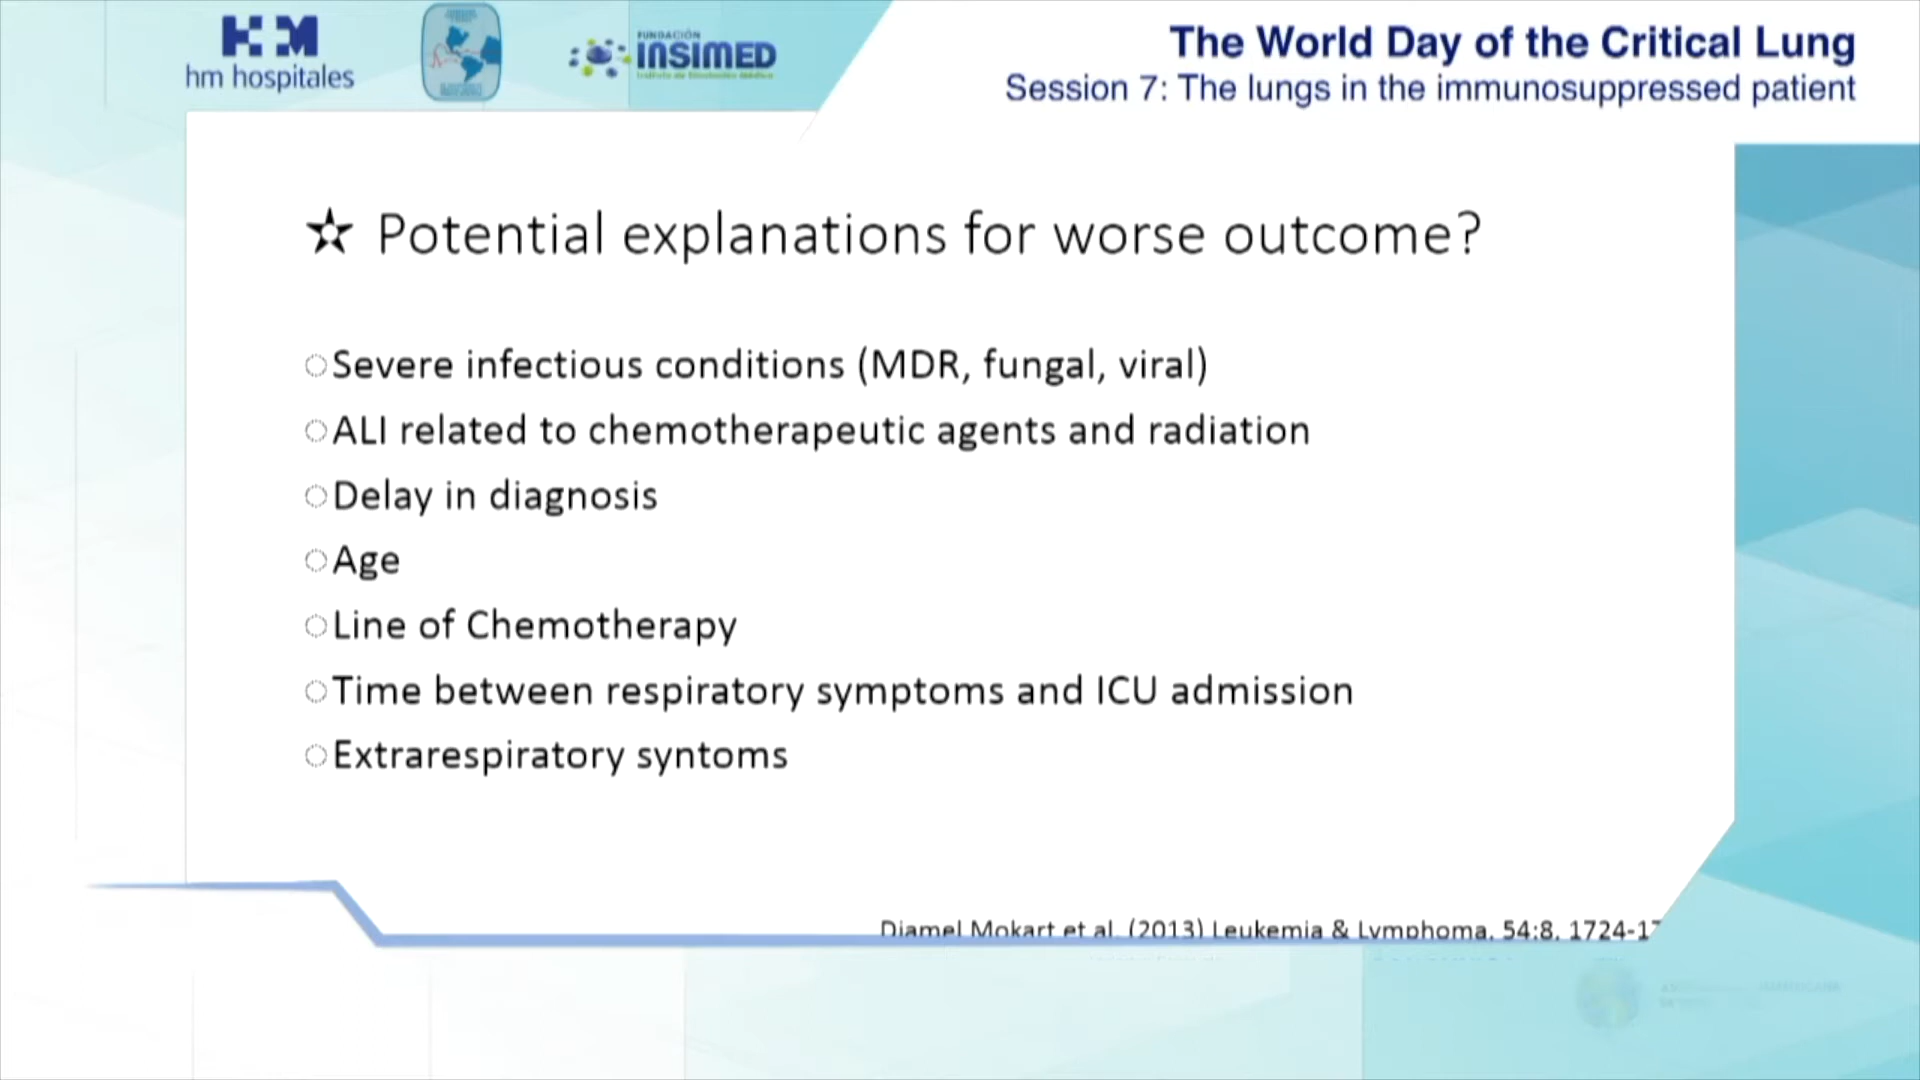 hm hospitales
FUNDACIÓN
INSIMED
The World Day of the Critical Lung
Session 7: The lungs in the immunosuppressed patient
☆ Potential explanations for worse outcome?
Severe infectious conditions (MDR, fungal, viral)
ALI related to chemotherapeutic agents and radiation
Delay in diagnosis
Age
Line of Chemotherapy
Time between respiratory symptoms and ICU admission
Extrarespiratory syntoms
Djamel Mokart et al. (2013) Leukemia & Lymphoma, 54:8, 1724-17